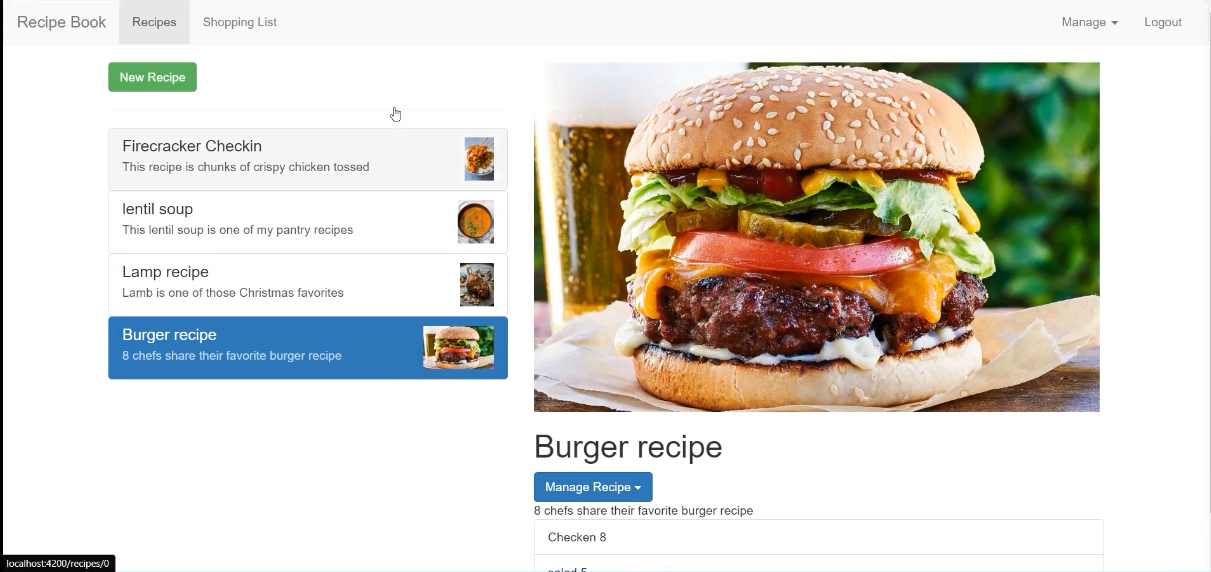 Recipe Book Recipes Shopping List Manage Logout
New Recipe
Firecracker Checkin
This recipe is chunks of crispy chicken tossed
lentil soup
This lentil soup is one of my pantry recipes
Lamp recipe
Lamb is one of those Christmas favorites
Burger recipe
8 chefs share their favorite burger recipe
Burger recipe
Manage Recipe
8 chefs share their favorite burger recipe
Checken 8
localhost:4200/recipes/0